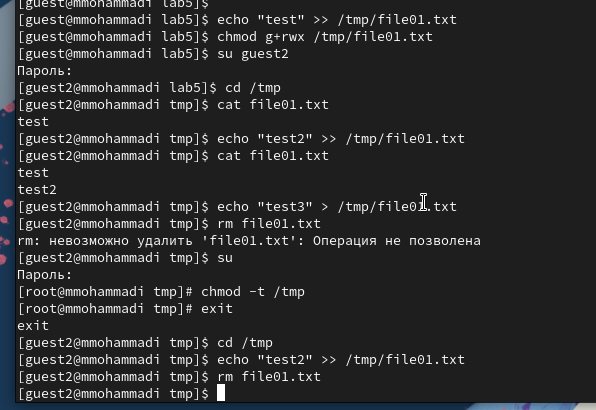 [guest@mmohammadi lab5]$
[guest@mmohammadi lab5]$ echo "test" >> /tmp/file01.txt
[guest@mmohammadi lab5]$ chmod g+rwx /tmp/file01.txt
[guest@mmohammadi lab5]$ su guest2
Пароль:
[guest2@mmohammadi lab5]$ cd /tmp
[guest2@mmohammadi tmp]$ cat file01.txt
test
[guest2@mmohammadi tmp]$ echo "test2" >> /tmp/file01.txt
[guest2@mmohammadi tmp]$ cat file01.txt
test
test2
[guest2@mmohammadi tmp]$ echo "test3" > /tmp/file01.txt
[guest2@mmohammadi tmp]$ rm file01.txt
rm: невозможно удалить 'file01.txt': Операция не позволена
[guest2@mmohammadi tmp]$ su
Пароль:
[root@mmohammadi tmp]# chmod -t /tmp
[root@mmohammadi tmp]# exit
exit
[guest2@mmohammadi tmp]$ cd /tmp
[guest2@mmohammadi tmp]$ echo "test2" >> /tmp/file01.txt
[guest2@mmohammadi tmp]$ rm file01.txt
[guest2@mmohammadi tmp]$